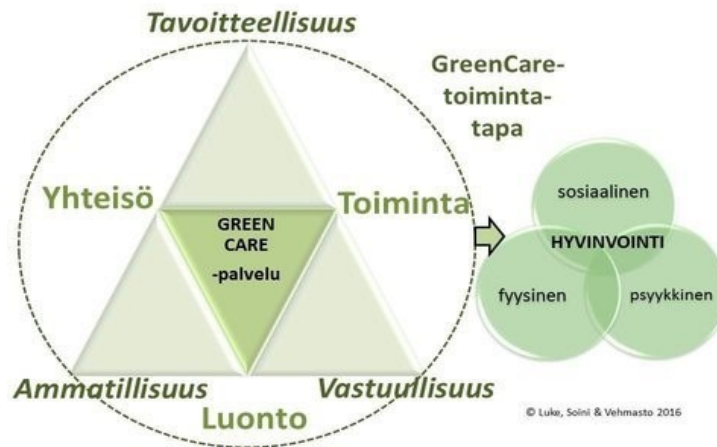 Tavoitteellisuus
GreenCare-
toiminta-
tapa
Yhteisö
Toiminta
GREEN
CARE
-palvelu
sosiaalinen
HYVINVOINTI
fyysinen
psyykkinen
Ammatillisuus
Vastuullisuus
Luonto
© Luke, Soini & Vehmasto 2016